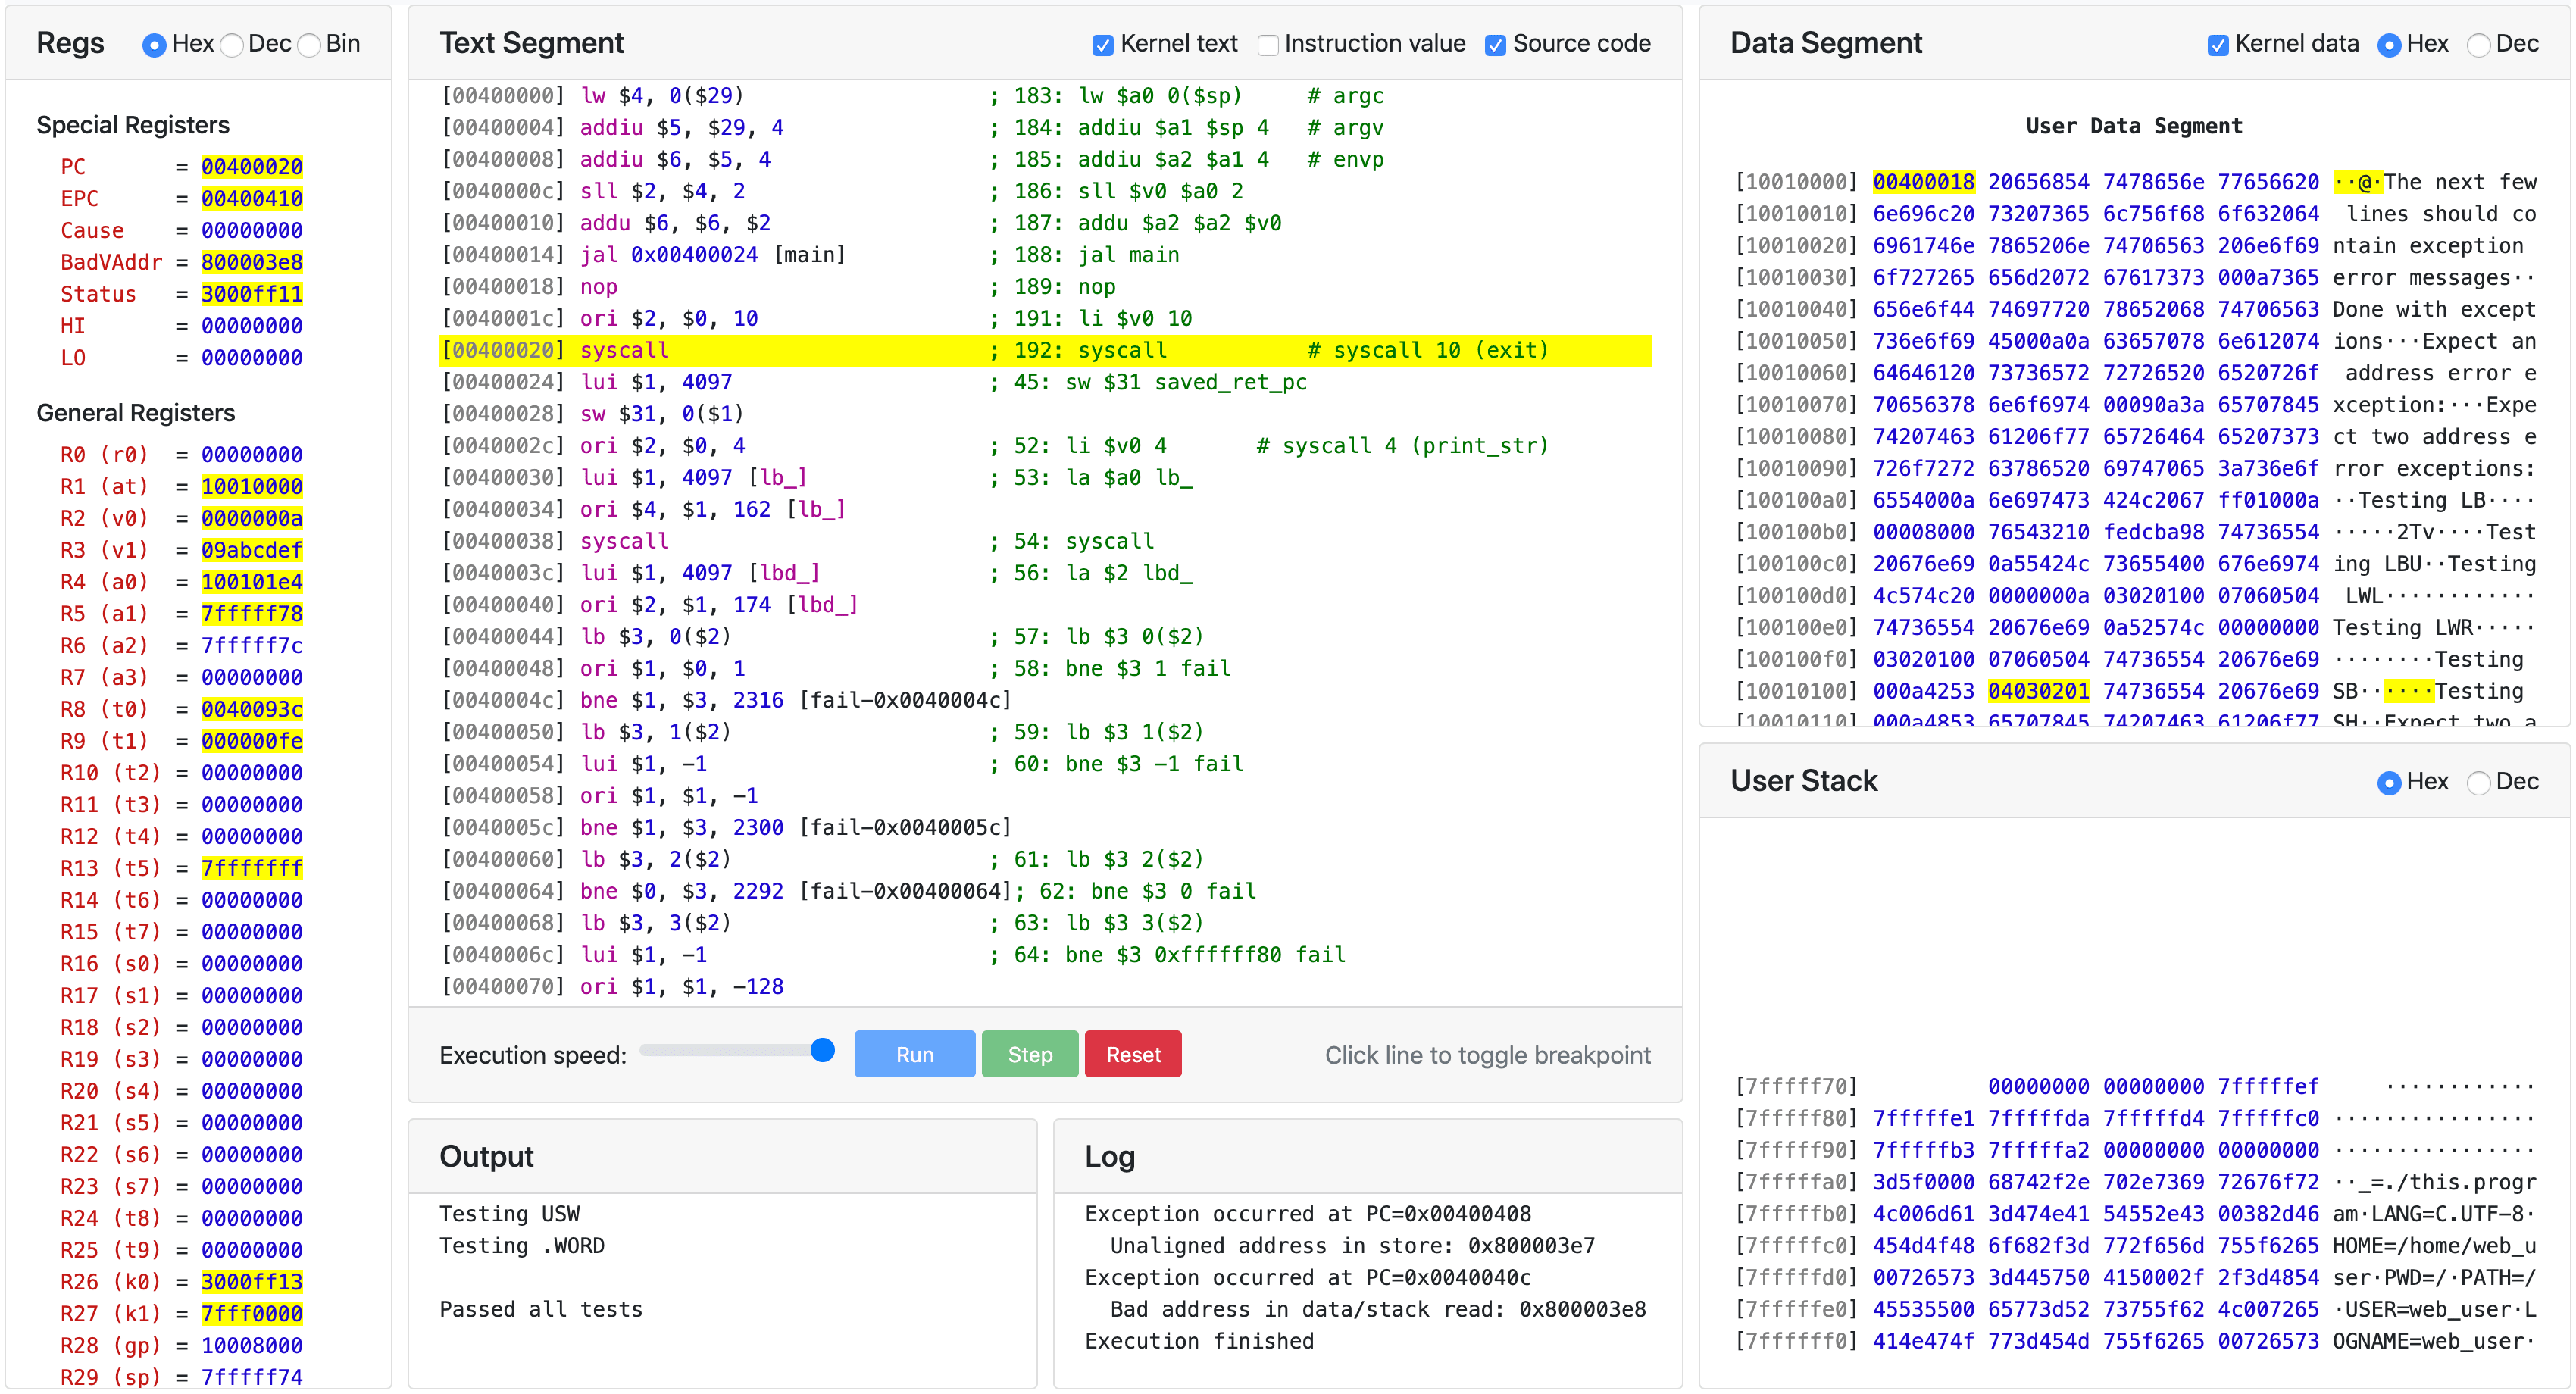 Regs Hex Dec Bin
Special Registers
PC = 00400020
EPC = 00400410
Cause = 00000000
BadVAddr = 800003e8
Status = 3000ff11
HI = 00000000
LO = 00000000
General Registers
R0 (r0) = 00000000
R1 (at) = 10010000
R2 (v0) = 0000000a
R3 (v1) = 09abcdef
R4 (a0) = 100101e4
R5 (a1) = 7fffff78
R6 (a2) = 7fffff7c
R7 (a3) = 00000000
R8 (t0) = 0040093c
R9 (t1) = 000000fe
R10 (t2) = 00000000
R11 (t3) = 00000000
R12 (t4) = 00000000
R13 (t5) = 7fffffff
R14 (t6) = 00000000
R15 (t7) = 00000000
R16 (s0) = 00000000
R17 (s1) = 00000000
R18 (s2) = 00000000
R19 (s3) = 00000000
R20 (s4) = 00000000
R21 (s5) = 00000000
R22 (s6) = 00000000
R23 (s7) = 00000000
R24 (t8) = 00000000
R25 (t9) = 00000000
R26 (k0) = 3000ff13
R27 (k1) = 7fff0000
R28 (gp) = 10008000
R29 (sp) = 7fffff74
Text Segment Kernel text Instruction value Source code
[00400000] lw $4, 0($29) ; 183: lw $a0 0($sp) # argc
[00400004] addiu $5, $29, 4 ; 184: addiu $a1 $sp 4 # argv
[00400008] addiu $6, $5, 4 ; 185: addiu $a2 $a1 4 # envp
[0040000c] sll $2, $4, 2 ; 186: sll $v0 $a0 2
[00400010] addu $6, $6, $2 ; 187: addu $a2 $a2 $v0
[00400014] jal 0x00400024 [main] ; 188: jal main
[00400018] nop ; 189: nop
[0040001c] ori $2, $0, 10 ; 191: li $v0 10
[00400020] syscall ; 192: syscall # syscall 10 (exit)
[00400024] lui $1, 4097 ; 45: sw $31 saved_ret_pc
[00400028] sw $31, 0($1)
[0040002c] ori $2, $0, 4 ; 52: li $v0 4 # syscall 4 (print_str)
[00400030] lui $1, 4097 [lb_] ; 53: la $a0 lb_
[00400034] ori $4, $1, 162 [lb_]
[00400038] syscall ; 54: syscall
[0040003c] lui $1, 4097 [lbd_] ; 56: la $2 lbd_
[00400040] ori $2, $1, 174 [lbd_]
[00400044] lb $3, 0($2) ; 57: lb $3 0($2)
[00400048] ori $1, $0, 1 ; 58: bne $3 1 fail
[0040004c] bne $1, $3, 2316 [fail-0x0040004c]
[00400050] lb $3, 1($2) ; 59: lb $3 1($2)
[00400054] lui $1, -1 ; 60: bne $3 -1 fail
[00400058] ori $1, $1, -1
[0040005c] bne $1, $3, 2300 [fail-0x0040005c]
[00400060] lb $3, 2($2) ; 61: lb $3 2($2)
[00400064] bne $0, $3, 2292 [fail-0x00400064]; 62: bne $3 0 fail
[00400068] lb $3, 3($2) ; 63: lb $3 3($2)
[0040006c] lui $1, -1 ; 64: bne $3 0xffffff80 fail
[00400070] ori $1, $1, -128
Execution speed: Run Step Reset Click line to toggle breakpoint
Output
Testing USW
Testing .WORD
Passed all tests
Log
Exception occurred at PC=0x00400408
Unaligned address in store: 0x800003e7
Exception occurred at PC=0x0040040c
Bad address in data/stack read: 0x800003e8
Execution finished
Data Segment Kernel data Hex Dec
User Data Segment
[10010000] 00400018 20656854 7478656e 77656620 ··@·The next few
[10010010] 6e696c20 73207365 6c756f68 6f632064 lines should co
[10010020] 6961746e 7865206e 74706563 206e6f69 ntain exception
[10010030] 6f727265 656d2072 67617373 000a7365 error messages··
[10010040] 656e6f44 74697720 78652068 74706563 Done with except
[10010050] 736e6f69 45000a0a 63657078 6e612074 ions···Expect an
[10010060] 64646120 73736572 72726520 6520726f address error e
[10010070] 70656378 6e6f6974 00090a3a 65707845 xception:···Expe
[10010080] 74207463 61206f77 65726464 65207373 ct two address e
[10010090] 726f7272 63786520 69747065 3a736e6f rror exceptions:
[100100a0] 6554000a 6e697473 424c2067 ff01000a ··Testing LB····
[100100b0] 00008000 76543210 fedcba98 74736554 ·····2Tv····Test
[100100c0] 20676e69 0a55424c 73655400 676e6974 ing LBU··Testing
[100100d0] 4c574c20 0000000a 03020100 07060504 LWL············
[100100e0] 74736554 20676e69 0a52574c 00000000 Testing LWR·····
[100100f0] 03020100 07060504 74736554 20676e69 ········Testing
[10010100] 000a4253 04030201 74736554 20676e69 SB······Testing
[10010110] 000a4853 65707845 74207463 61206f77 SH··Expect two a
User Stack Hex Dec
[7fffff70] 00000000 00000000 7fffffef ············
[7fffff80] 7fffffe1 7fffffda 7fffffd4 7fffffc0 ················
[7fffff90] 7fffffb3 7fffffa2 00000000 00000000 ················
[7fffffa0] 3d5f0000 68742f2e 702e7369 72676f72 ··_=./this.progr
[7fffffb0] 4c006d61 3d474e41 54552e43 00382d46 am·LANG=C.UTF-8·
[7fffffc0] 454d4f48 6f682f3d 772f656d 755f6265 HOME=/home/web_u
[7fffffd0] 00726573 3d445750 4150002f 2f3d4854 ser·PWD=/·PATH=/
[7fffffe0] 45535500 65773d52 73755f62 4c007265 ·USER=web_user·L
[7ffffff0] 414e474f 773d454d 755f6265 00726573 OGNAME=web_user·